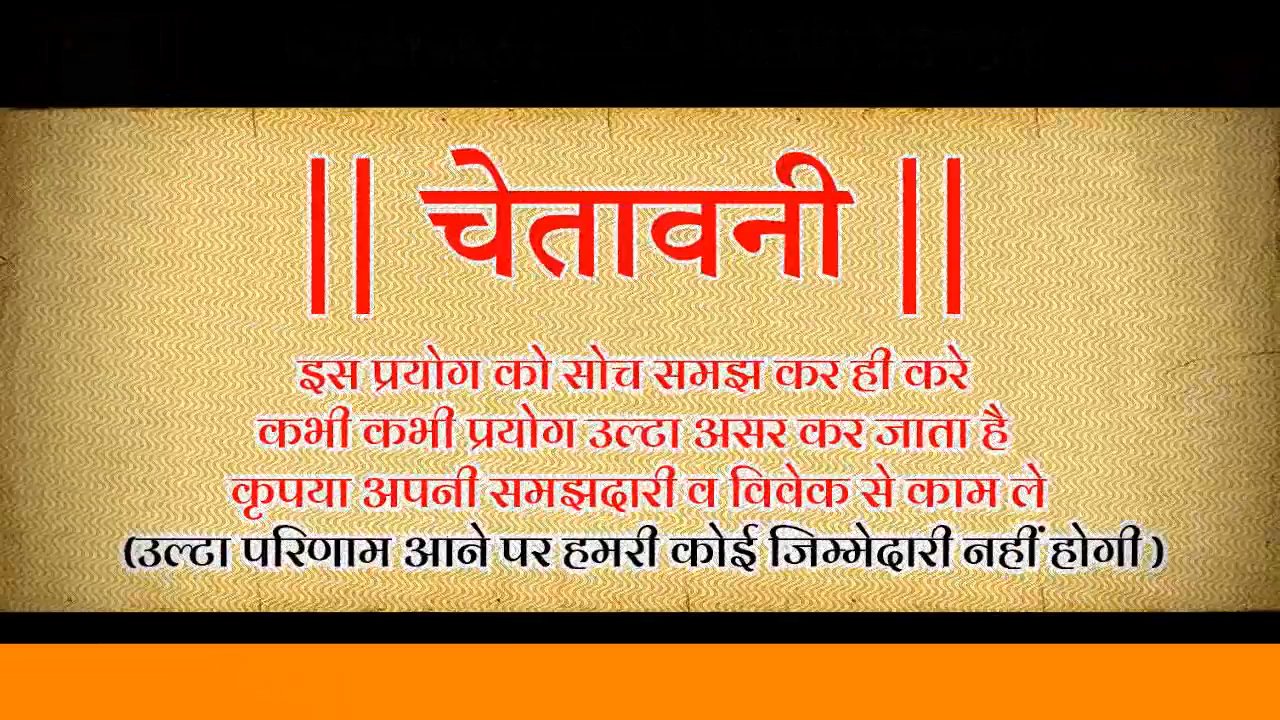 || चेतावनी ||
इस प्रयोग को सोच समझ कर ही करे
कभी कभी प्रयोग उल्टा असर कर जाता है
कृपया अपनी समझदारी व विवेक से काम ले
(उल्टा परिणाम आने पर हमरी कोई जिम्मेदारी नहीं होगी )